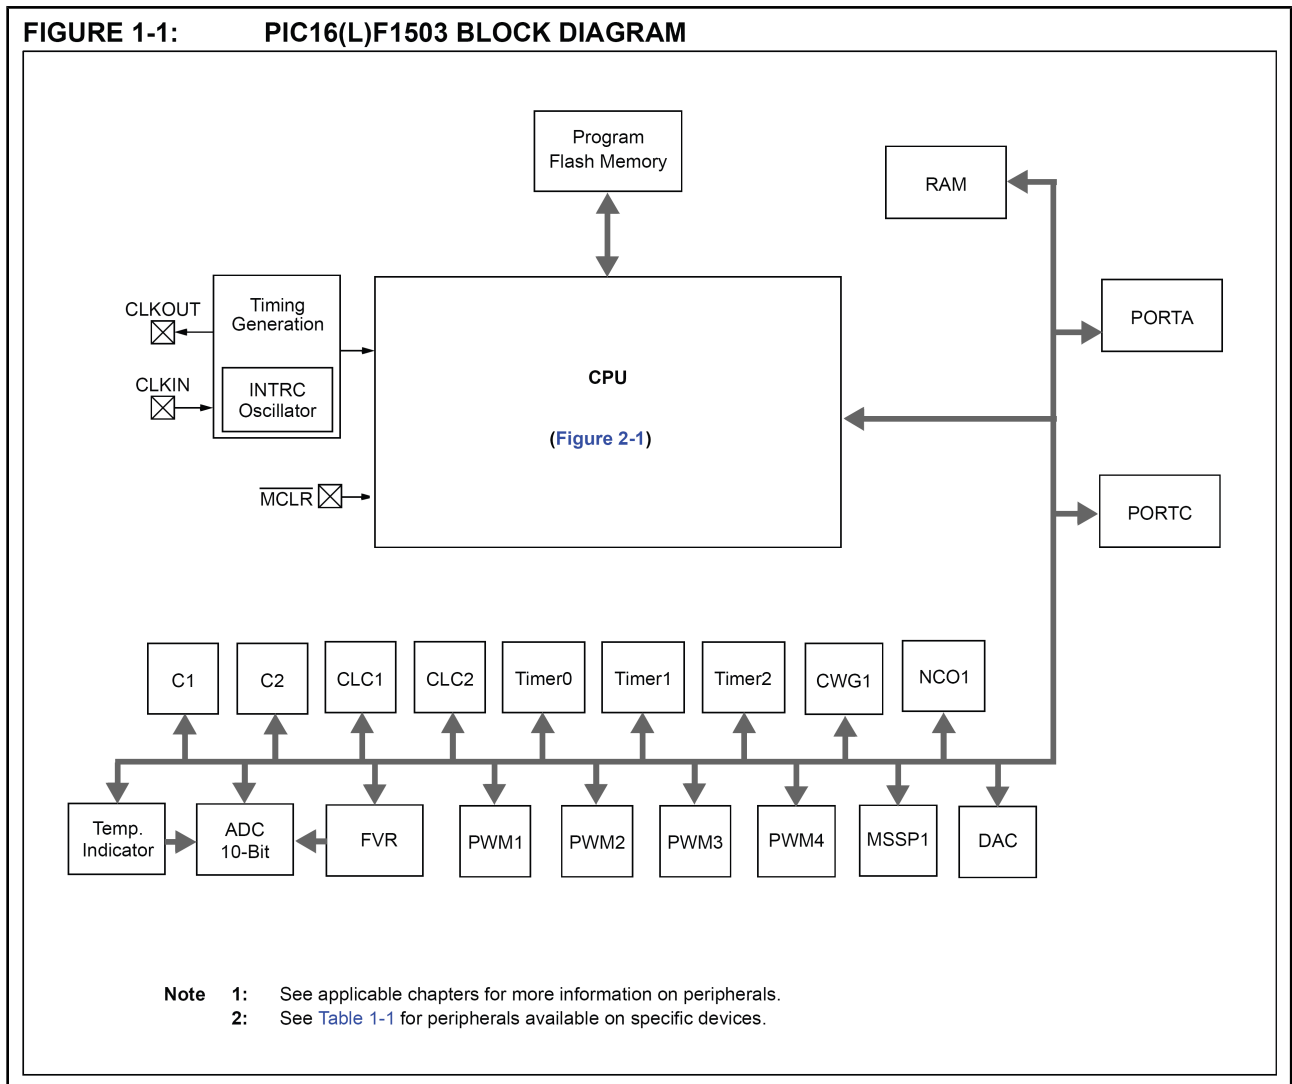 FIGURE 1-1: PIC16(L)F1503 BLOCK DIAGRAM
Program
Flash Memory
RAM
CLKOUT
Timing
Generation
PORTA
CLKIN
INTRC
Oscillator
CPU
(Figure 2-1)
MCLR
PORTC
C1
C2
CLC1
CLC2
Timer0
Timer1
Timer2
CWG1
NCO1
Temp.
Indicator
ADC
10-Bit
FVR
PWM1
PWM2
PWM3
PWM4
MSSP1
DAC
Note 1: See applicable chapters for more information on peripherals.
2: See Table 1-1 for peripherals available on specific devices.